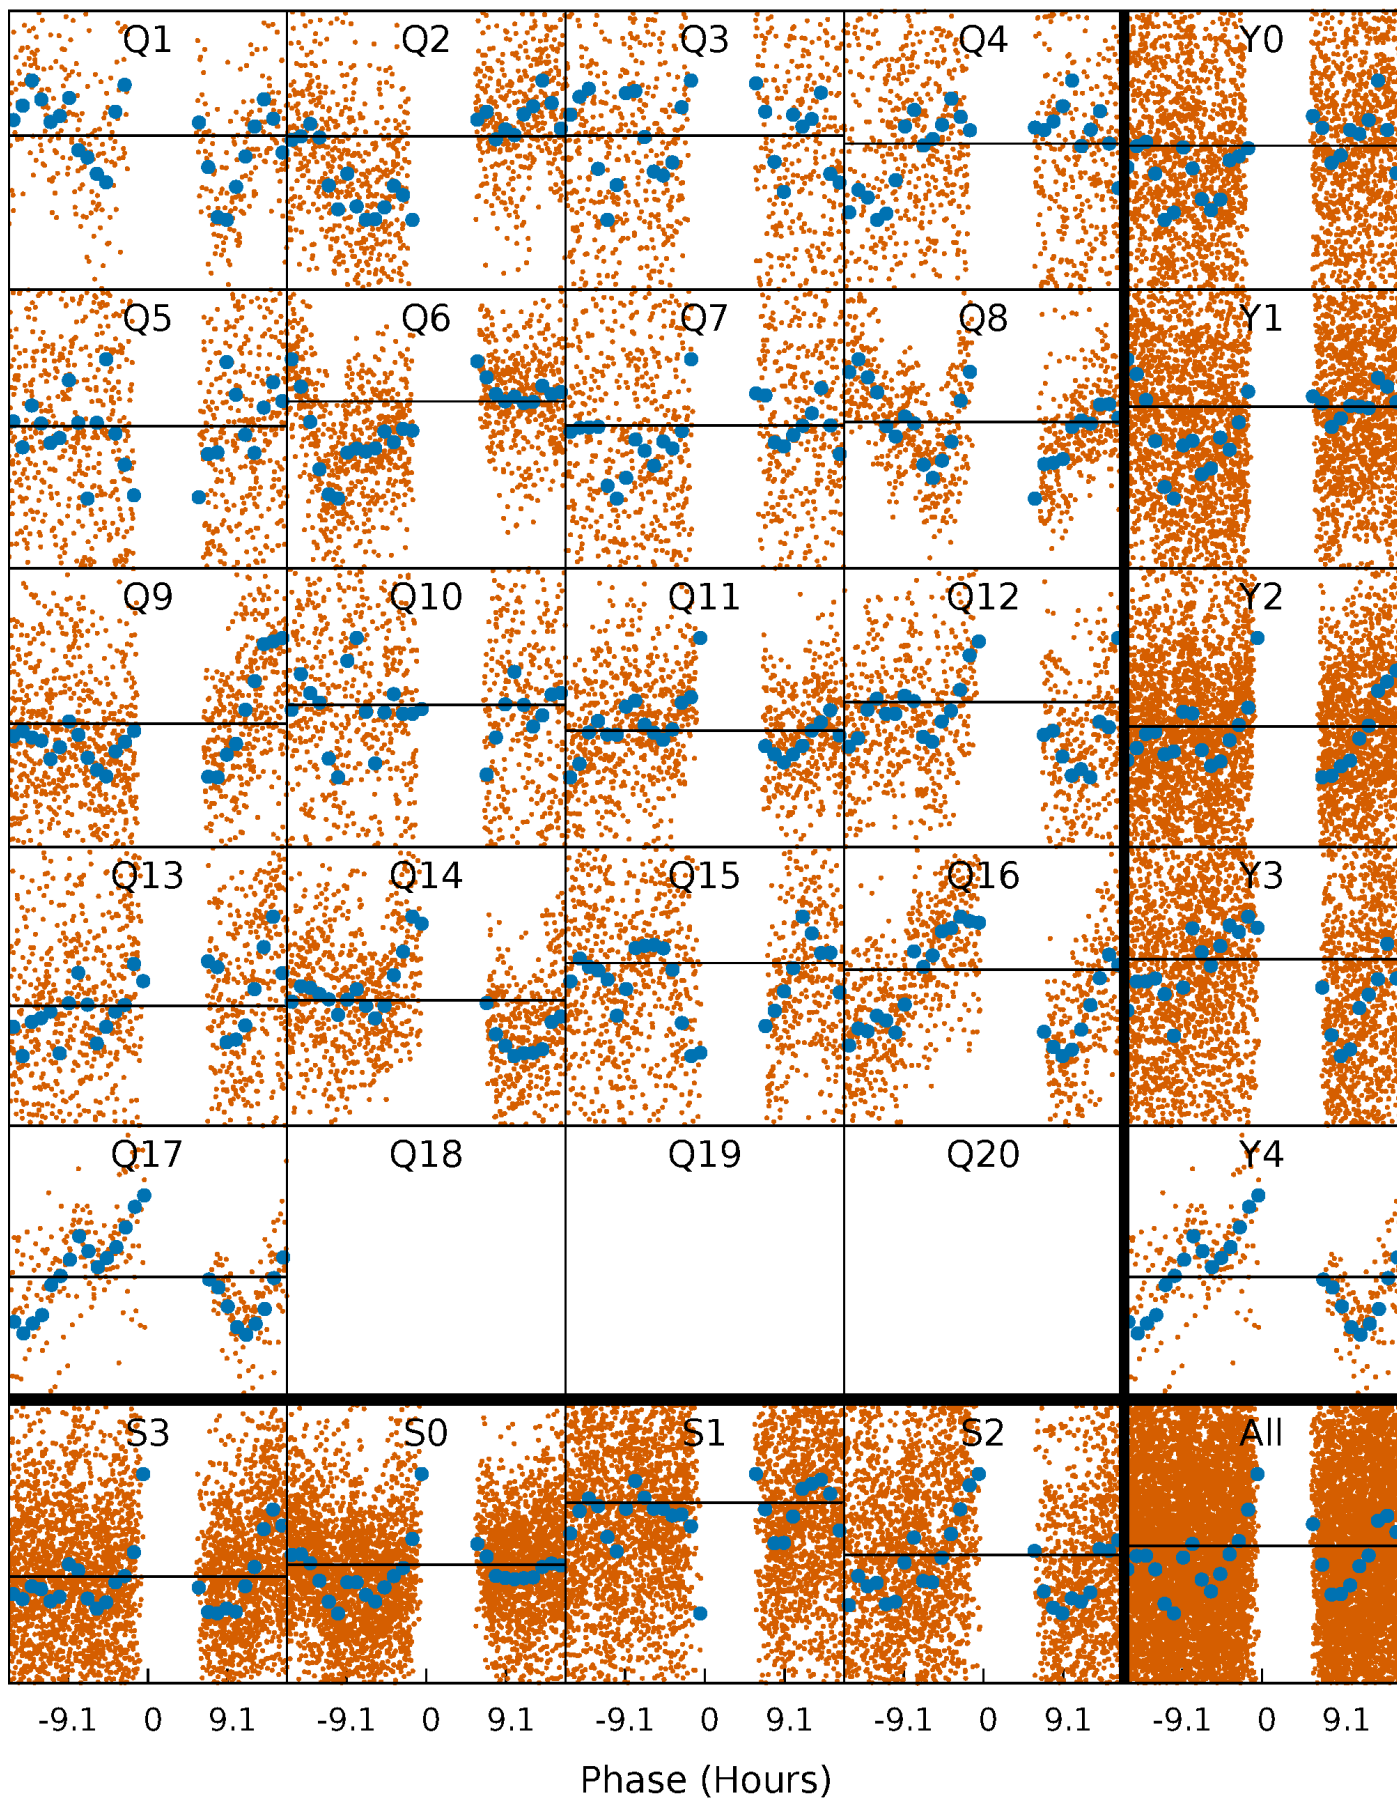 Q1 Q2 Q3 Q4 Y0
Q5 Q6 Q7 Q8 Y1
Q9 Q10 Q11 Q12 Y2
Q13 Q14 Q15 Q16 Y3
Q17 Q18 Q19 Q20 Y4
S3 S0 S1 S2 All
-9.1 0 9.1 -9.1 0 9.1 -9.1 0 9.1 -9.1 0 9.1 -9.1 0 9.1
Phase (Hours)